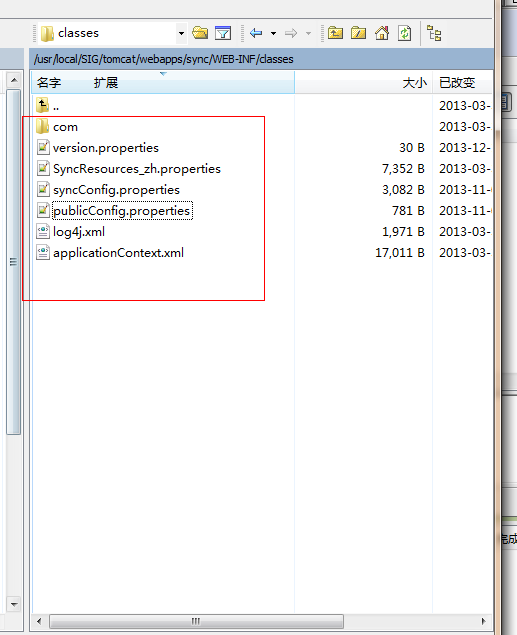 classes
/usr/local/SIG/tomcat/webapps/sync/WEB-INF/classes
名字 扩展 大小 已改变
.. 2013-03-
com 2013-03-
version.properties 30 B 2013-12-
SyncResources_zh.properties 7,352 B 2013-03-
syncConfig.properties 3,082 B 2013-11-
publicConfig.properties 781 B 2013-11-
log4j.xml 1,971 B 2013-03-
applicationContext.xml 17,011 B 2013-03-
完成